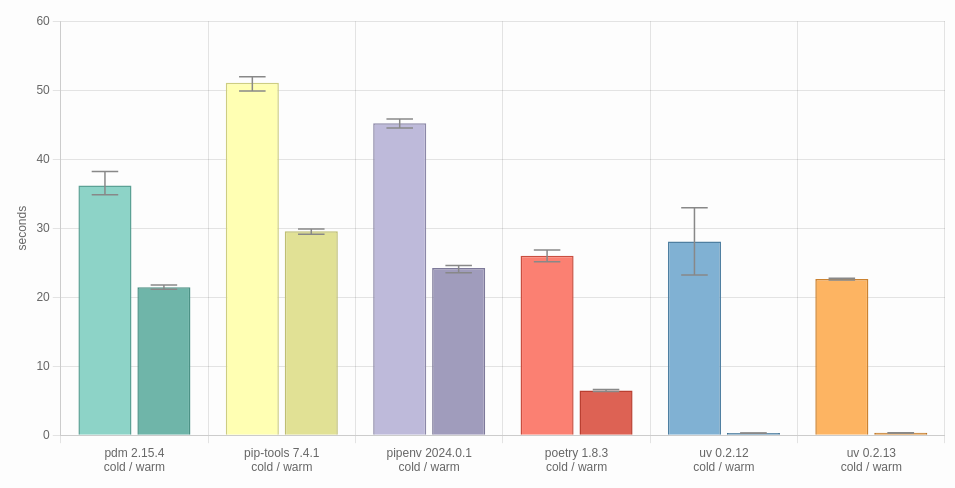 60
50
40
30
20
10
0
seconds
pdm 2.15.4
cold / warm
pip-tools 7.4.1
cold / warm
pipenv 2024.0.1
cold / warm
poetry 1.8.3
cold / warm
uv 0.2.12
cold / warm
uv 0.2.13
cold / warm